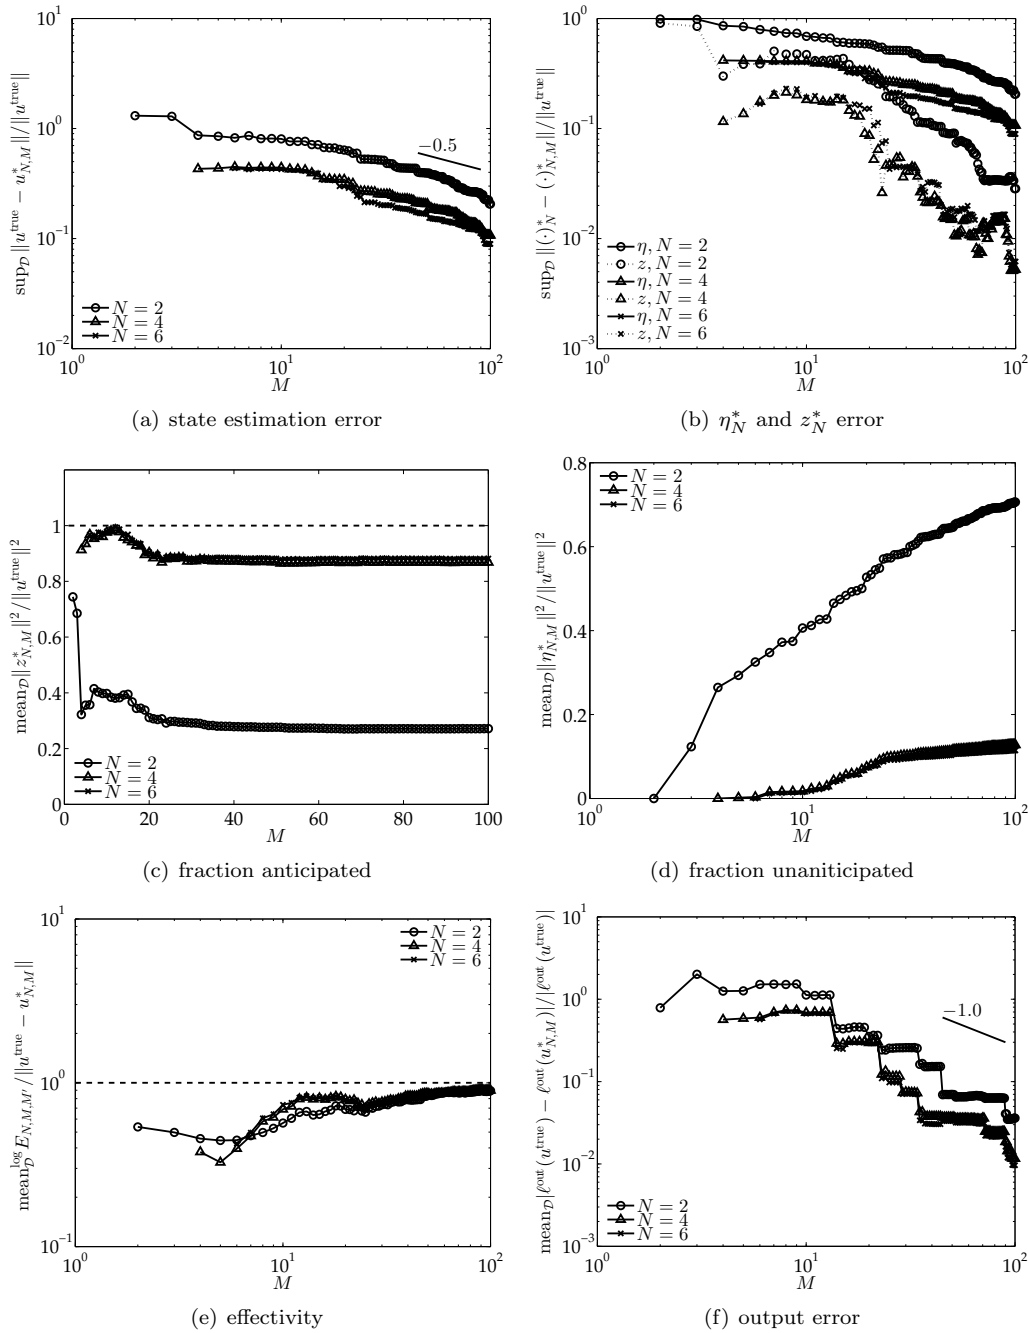 10^1
10^0
10^{-1}
10^{-2}
sup_D ||u^true − u*_{N,M}||/||u^true||
−0.5
N = 2
N = 4
N = 6
10^0
10^1
10^2
M
(a) state estimation error
10^0
10^{-1}
10^{-2}
10^{-3}
sup_D ||(·)*_N − (·)*_{N,M}||/||u^true||
η, N = 2
z, N = 2
η, N = 4
z, N = 4
η, N = 6
z, N = 6
10^0
10^1
10^2
M
(b) η*_N and z*_N error
1
0.8
0.6
0.4
0.2
0
mean_D ||z*_{N,M}||^2/||u^true||^2
N = 2
N = 4
N = 6
0
20
40
60
80
100
M
(c) fraction anticipated
0.8
0.6
0.4
0.2
0
mean_D ||η*_{N,M}||^2/||u^true||^2
N = 2
N = 4
N = 6
10^0
10^1
10^2
M
(d) fraction unaniticipated
10^1
10^0
10^{-1}
mean_D^log E_{N,M,M'}/||u^true − u*_{N,M}||
N = 2
N = 4
N = 6
10^0
10^1
10^2
M
(e) effectivity
10^1
10^0
10^{-1}
10^{-2}
10^{-3}
mean_D |ℓ^out(u^true) − ℓ^out(u*_{N,M})|/|ℓ^out(u^true)|
−1.0
N = 2
N = 4
N = 6
10^0
10^1
10^2
M
(f) output error